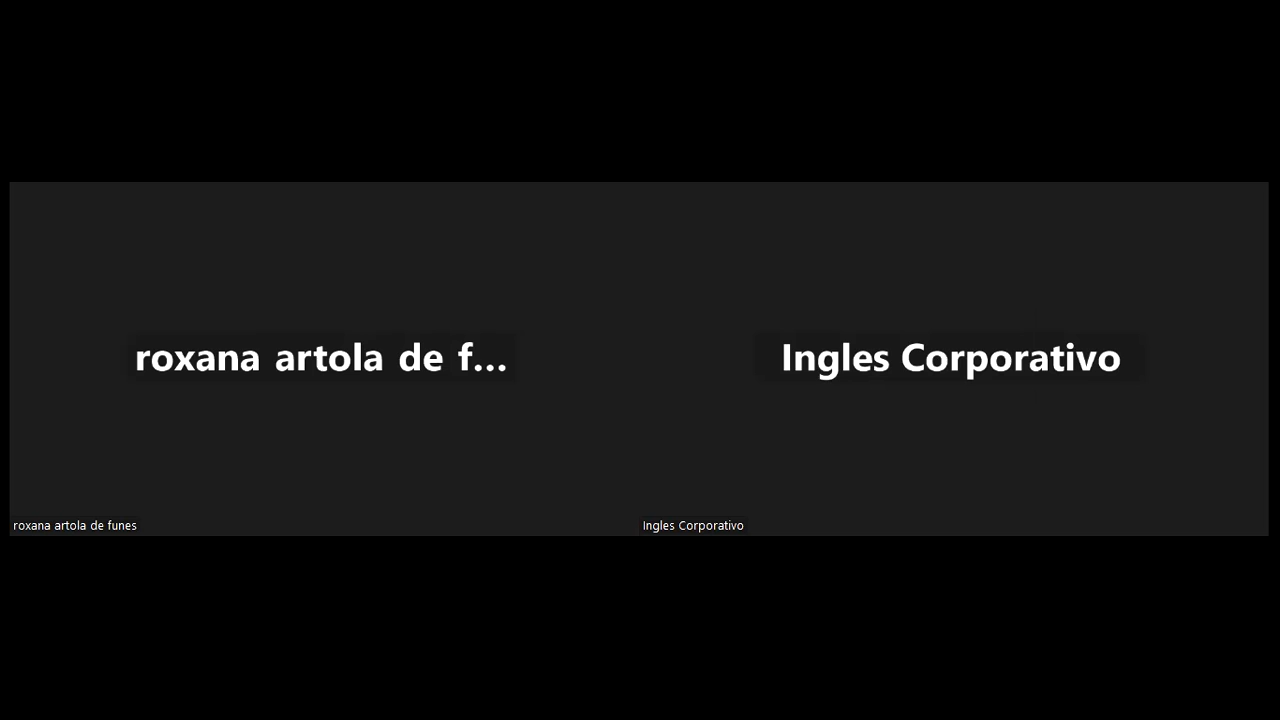 roxana artola de f...
Ingles Corporativo
roxana artola de funes
Ingles Corporativo